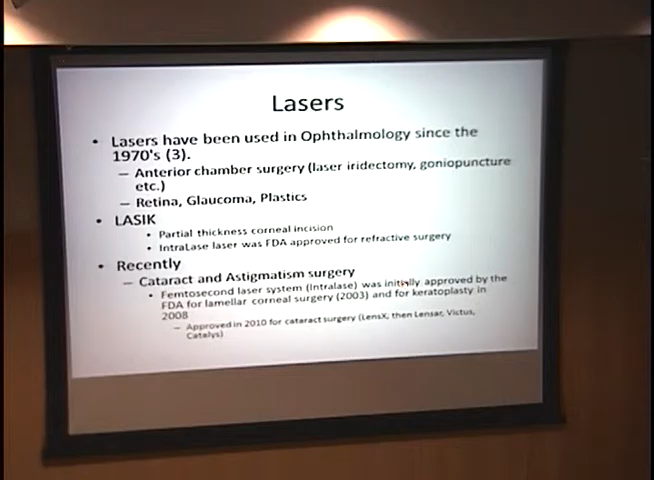 Lasers
• Lasers have been used in Ophthalmology since the
1970's (3).
– Anterior chamber surgery (laser iridectomy, goniopuncture
etc.)
– Retina, Glaucoma, Plastics
• LASIK
• Partial thickness corneal incision
• IntraLase laser was FDA approved for refractive surgery
• Recently
– Cataract and Astigmatism surgery
• Femtosecond laser system (Intralase) was initially approved by the
FDA for lamellar corneal surgery (2003) and for keratoplasty in
2008
– Approved in 2010 for cataract surgery (LensX, then Lensar, Victus,
Catalys)